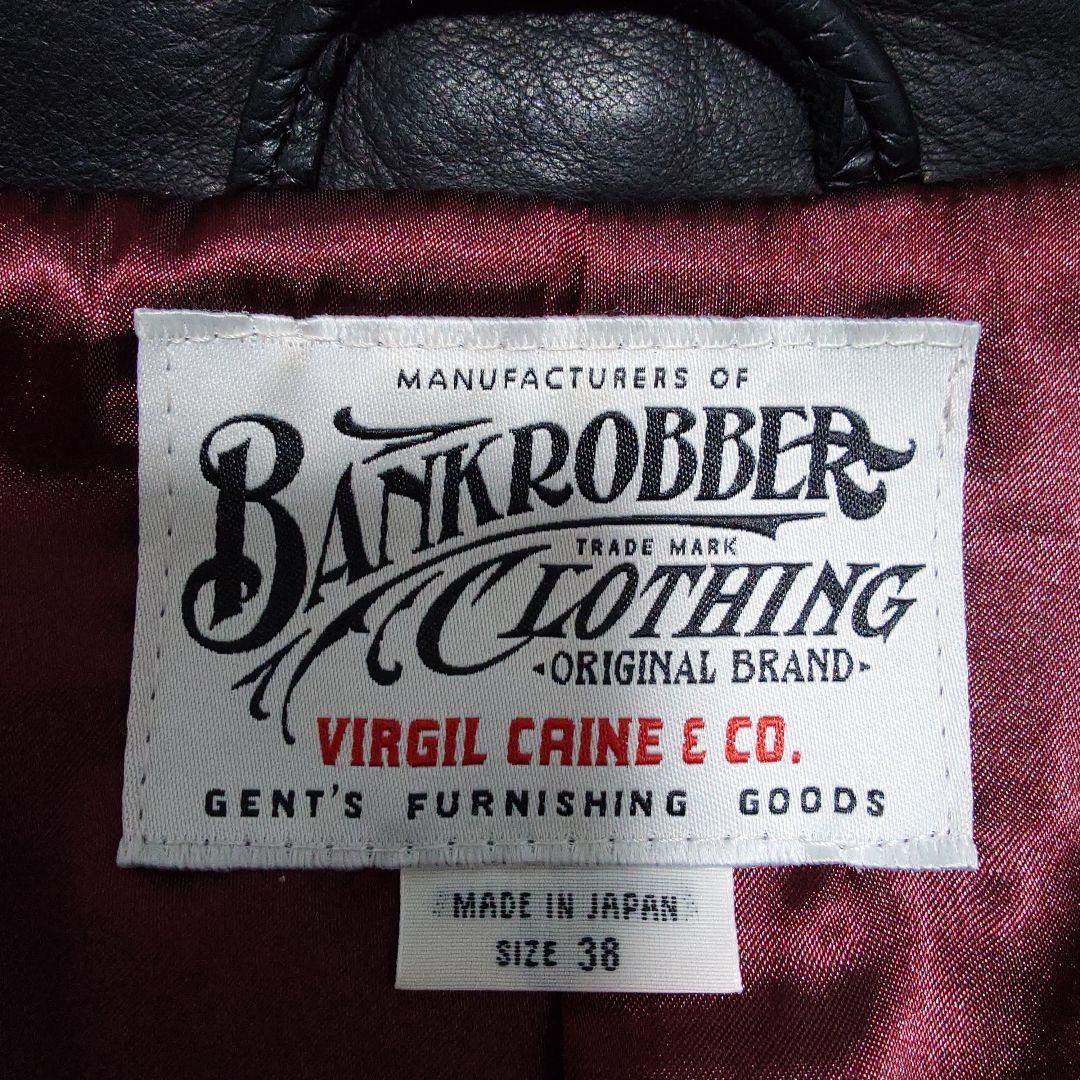 MANUFACTURERS OF
BANKROBBER
TRADE MARK
CLOTHING
ORIGINAL BRAND
VIRGIL CAINE & CO.
GENT'S FURNISHING GOODS
MADE IN JAPAN
SIZE 38